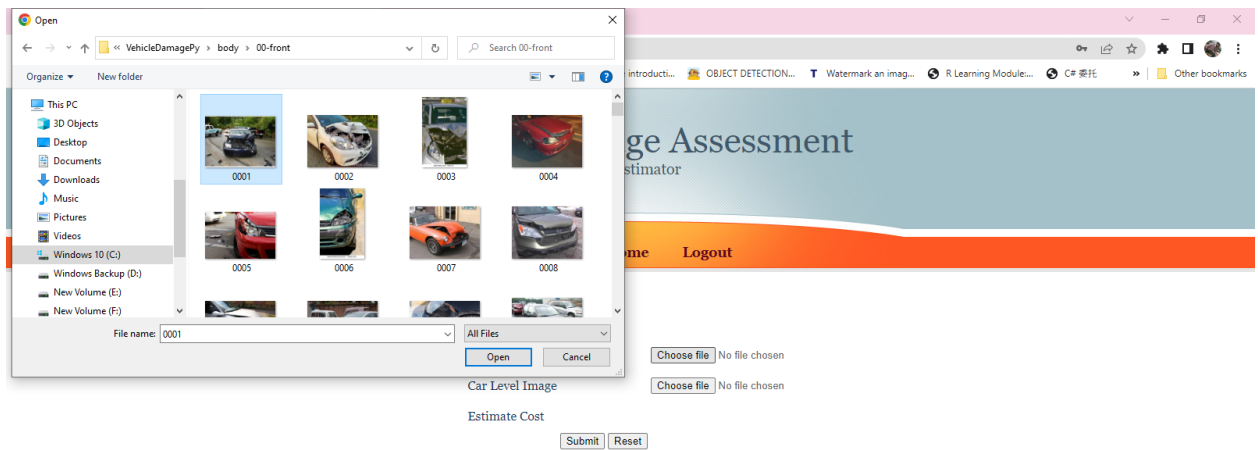 Open
« VehicleDamagePy › body › 00-front
Search 00-front
Organize
New folder
?
This PC
3D Objects
Desktop
Documents
Downloads
Music
Pictures
Videos
Windows 10 (C:)
Windows Backup (D:)
New Volume (E:)
New Volume (F:)
0001
0002
0003
0004
0005
0006
0007
0008
File name: 0001
All Files
Open
Cancel
introducti...
OBJECT DETECTION...
T Watermark an imag...
R Learning Module:...
C# 委托
»
Other bookmarks
ge Assessment
stimator
me
Logout
Choose file No file chosen
Car Level Image
Choose file No file chosen
Estimate Cost
Submit
Reset